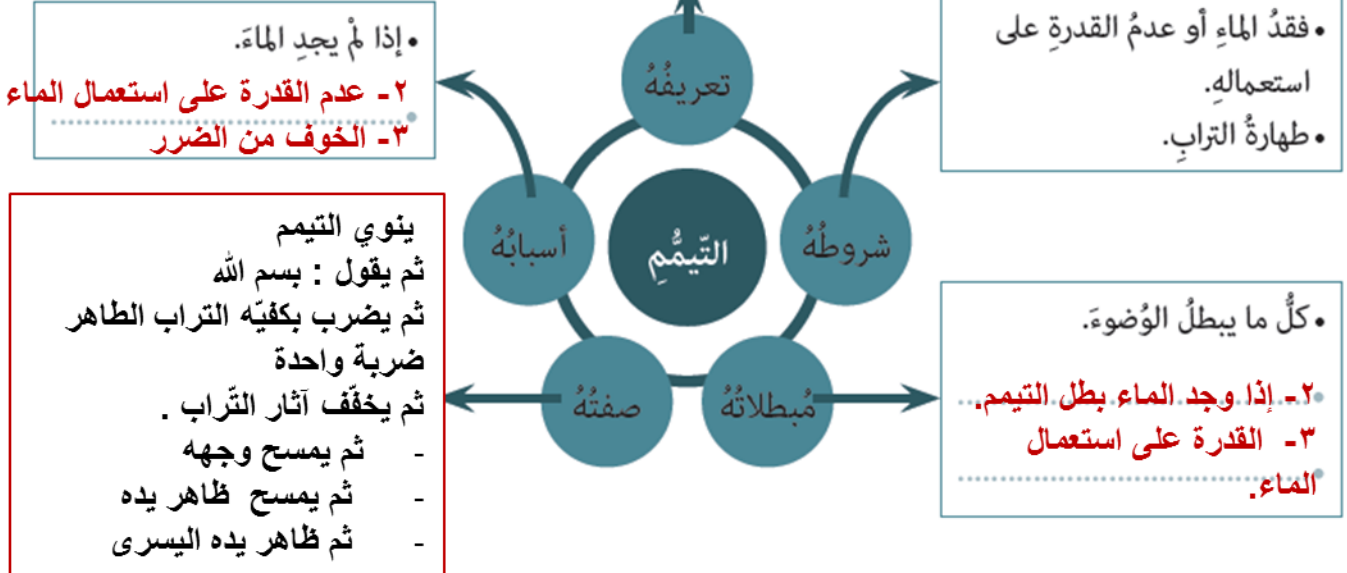 • فقدُ الماءِ أو عدمُ القدرةِ على
استعمالهِ.
• طهارةُ الترابِ.
• إذا لمْ يجدِ الماءَ.
٢- عدم القدرة على استعمال الماء
٣- الخوف من الضرر
تعريفُهُ
شروطُهُ
التّيمُّمِ
أسبابُهُ
مُبطلاتُهُ
صفتُهُ
• كلُّ ما يبطلُ الوُضوءَ.
٢- إذا وجد الماء بطل التيمم.
٣- القدرة على استعمال
الماء.
ينوي التيمم
ثم يقول : بسم الله
ثم يضرب بكفيّه التراب الطاهر
ضربة واحدة
ثم يخفّف آثار التّراب .
- ثم يمسح وجهه
- ثم يمسح ظاهر يده
- ثم ظاهر يده اليسرى